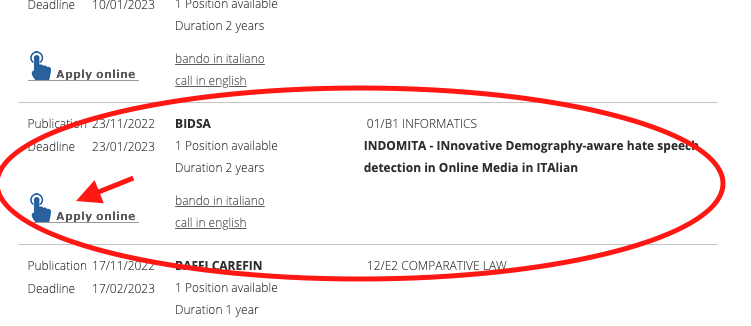 Deadline 10/01/2023 1 Position available
Duration 2 years
Apply online bando in italiano
call in english
Publication 23/11/2022 BIDSA 01/B1 INFORMATICS
Deadline 23/01/2023 1 Position available INDOMITA - INnovative Demography-aware hate speech
Duration 2 years detection in Online Media in ITAlian
bando in italiano
Apply online call in english
Publication 17/11/2022 BAFFI CAREFIN 12/E2 COMPARATIVE LAW
Deadline 17/02/2023 1 Position available
Duration 1 year